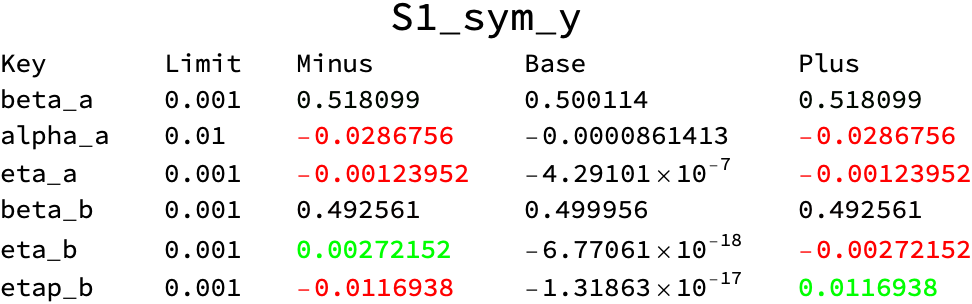 S1_sym_y
Key Limit Minus Base Plus
beta_a 0.001 0.518099 0.500114 0.518099
alpha_a 0.01 -0.0286756 -0.0000861413 -0.0286756
eta_a 0.001 -0.00123952 -4.29101×10⁻⁷ -0.00123952
beta_b 0.001 0.492561 0.499956 0.492561
eta_b 0.001 0.00272152 -6.77061×10⁻¹⁸ -0.00272152
etap_b 0.001 -0.0116938 -1.31863×10⁻¹⁷ 0.0116938